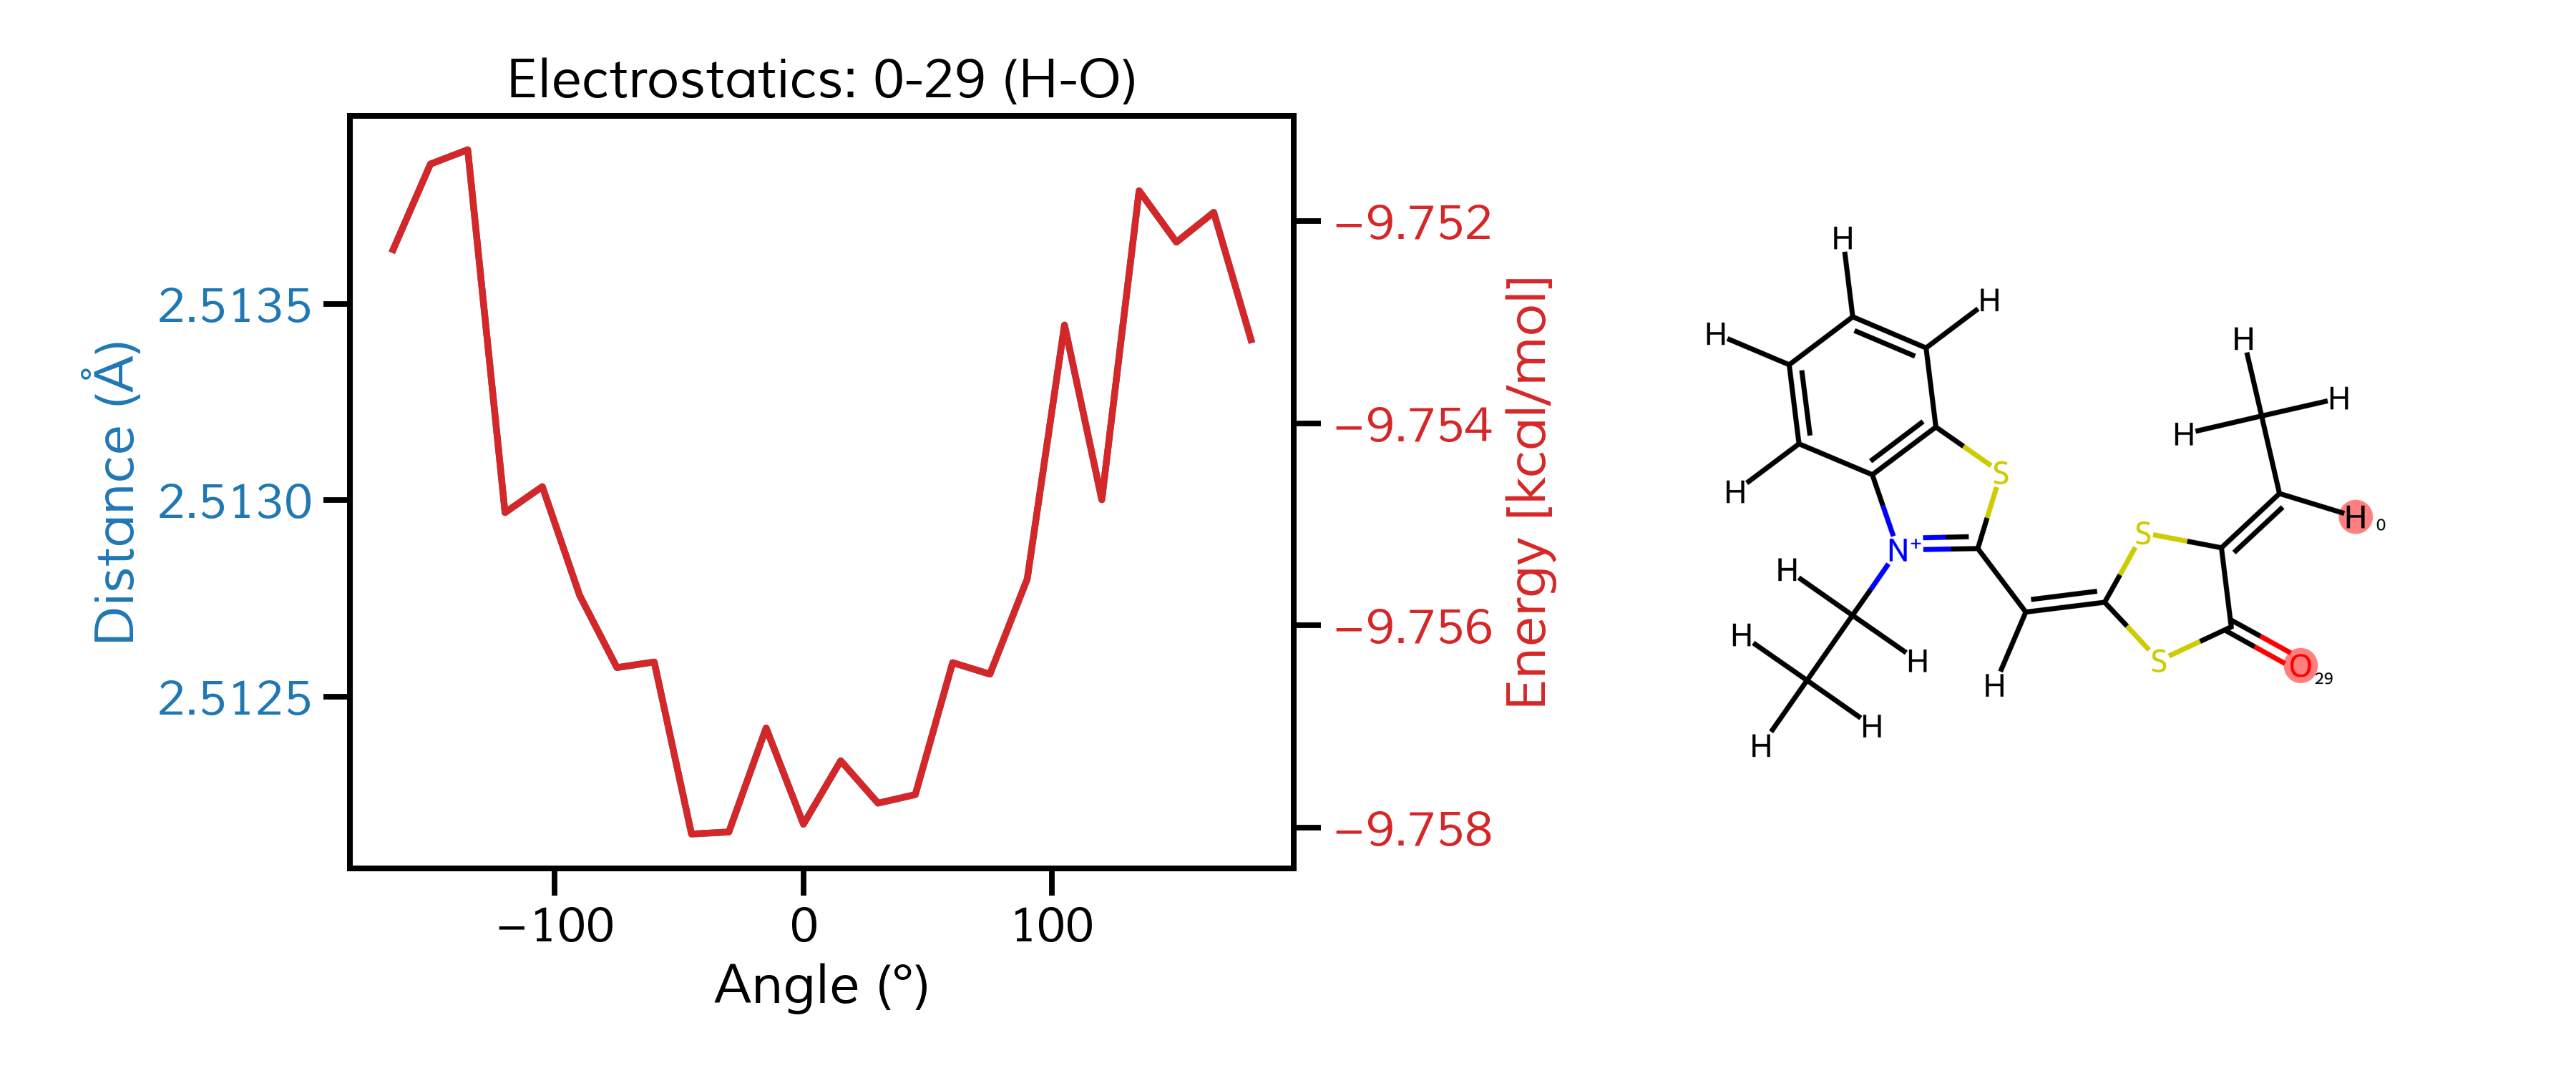 Electrostatics: 0-29 (H-O)
Distance (Å)
2.5135
2.5130
2.5125
−9.752
−9.754
−9.756
−9.758
Energy [kcal/mol]
−100
0
100
Angle (°)
H
H
H
H
H
H
H
S
S
H 0
N+
H
H
H
S
O 29
H
H
H